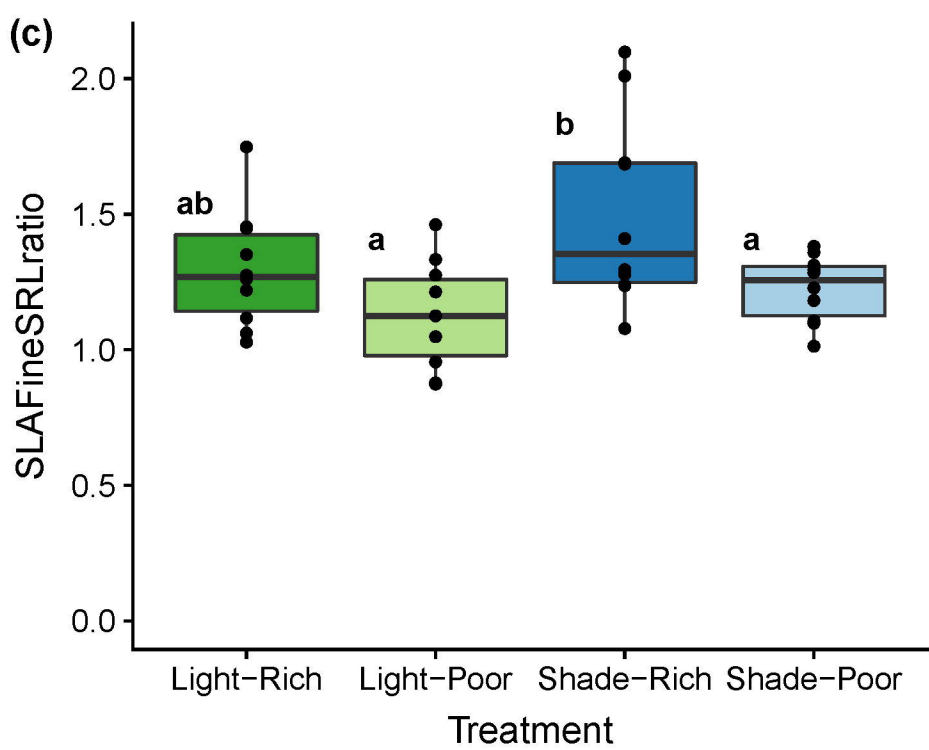 (c)
SLAFineSRLratio
2.0
1.5
1.0
0.5
0.0
ab
a
b
a
Light−Rich Light−Poor Shade−Rich Shade−Poor
Treatment